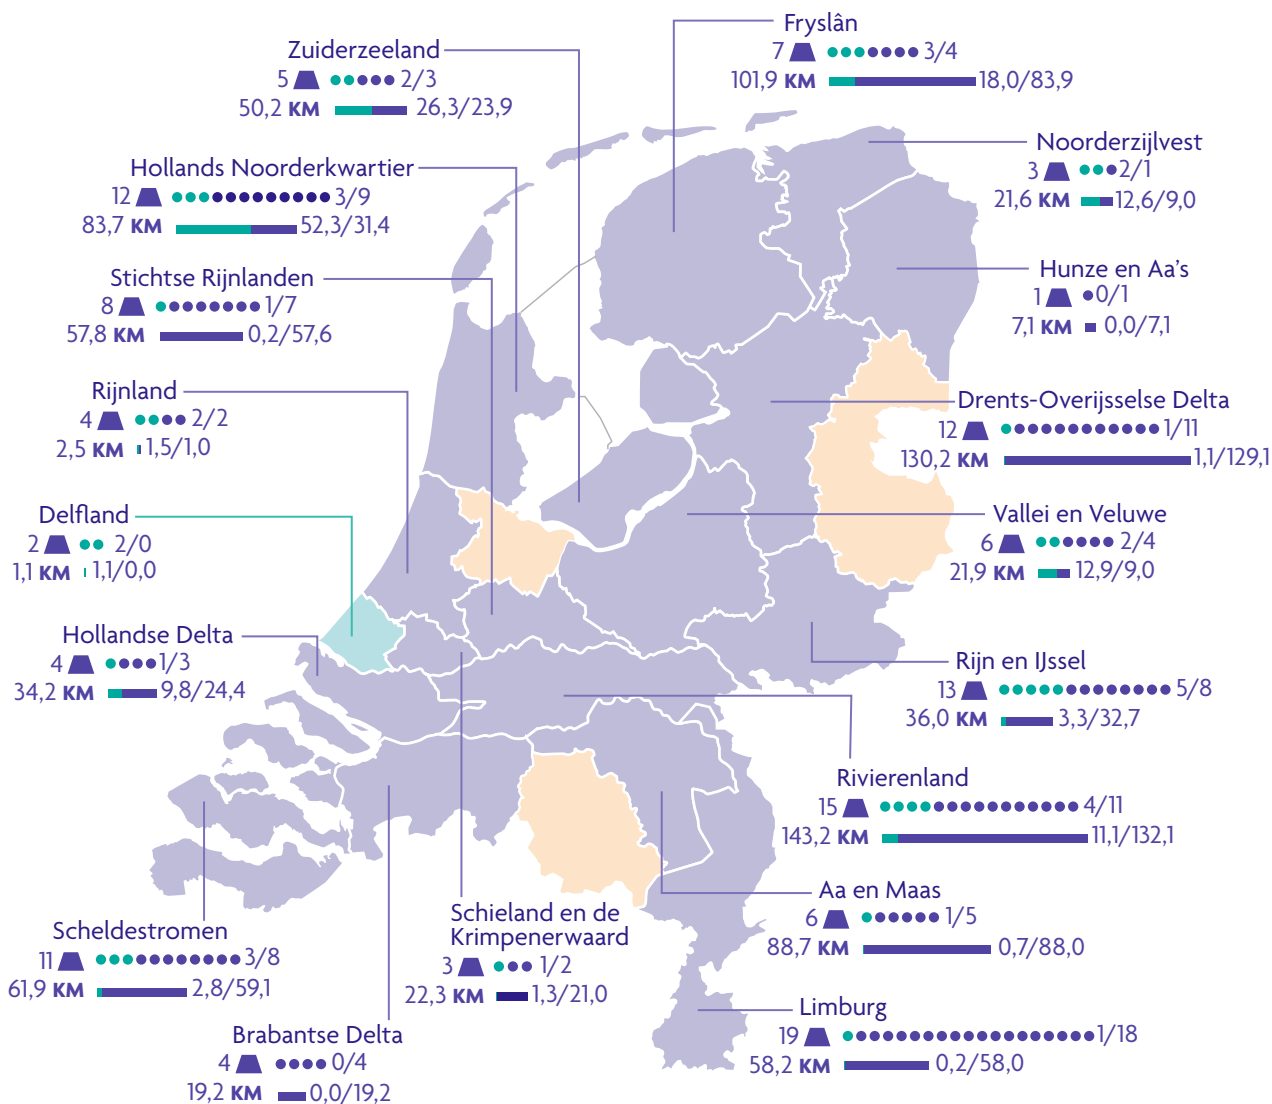 Fryslân
7 3/4
101,9 KM 18,0/83,9
Zuiderzeeland
5 2/3
50,2 KM 26,3/23,9
Noorderzijlvest
3 2/1
21,6 KM 12,6/9,0
Hollands Noorderkwartier
12 3/9
83,7 KM 52,3/31,4
Hunze en Aa's
1 0/1
7,1 KM 0,0/7,1
Stichtse Rijnlanden
8 1/7
57,8 KM 0,2/57,6
Rijnland
4 2/2
2,5 KM 1,5/1,0
Drents-Overijsselse Delta
12 1/11
130,2 KM 1,1/129,1
Delfland
2 2/0
1,1 KM 1,1/0,0
Vallei en Veluwe
6 2/4
21,9 KM 12,9/9,0
Hollandse Delta
4 1/3
34,2 KM 9,8/24,4
Rijn en IJssel
13 5/8
36,0 KM 3,3/32,7
Rivierenland
15 4/11
143,2 KM 11,1/132,1
Aa en Maas
6 1/5
88,7 KM 0,7/88,0
Schieland en de
Krimpenerwaard
3 1/2
22,3 KM 1,3/21,0
Scheldestromen
11 3/8
61,9 KM 2,8/59,1
Limburg
19 1/18
58,2 KM 0,2/58,0
Brabantse Delta
4 0/4
19,2 KM 0,0/19,2